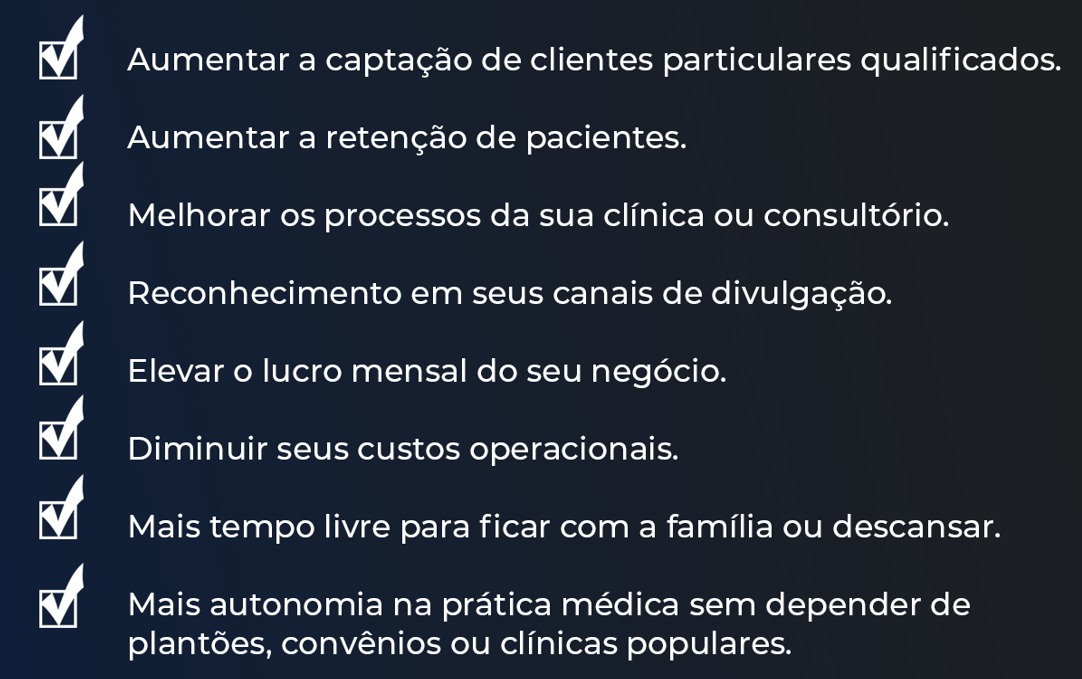 Aumentar a captação de clientes particulares qualificados.
Aumentar a retenção de pacientes.
Melhorar os processos da sua clínica ou consultório.
Reconhecimento em seus canais de divulgação.
Elevar o lucro mensal do seu negócio.
Diminuir seus custos operacionais.
Mais tempo livre para ficar com a família ou descansar.
Mais autonomia na prática médica sem depender de
plantões, convênios ou clínicas populares.